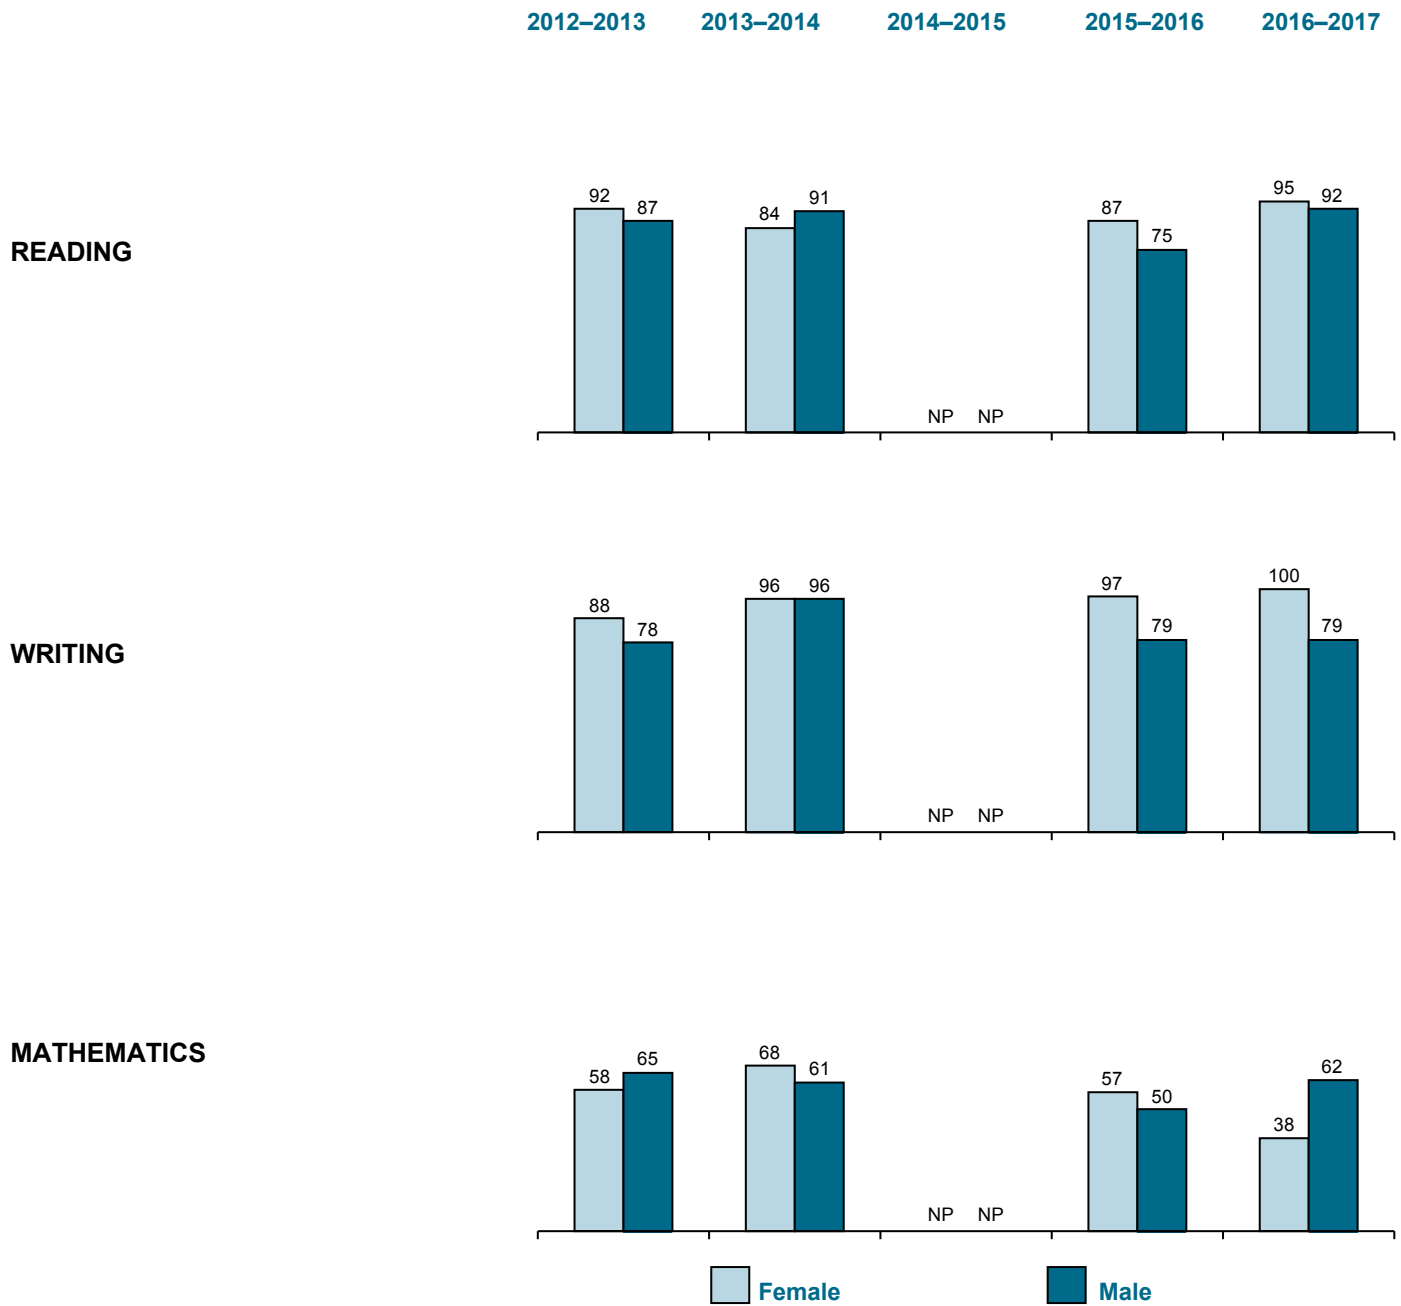 2012–2013 2013–2014 2014–2015 2015–2016 2016–2017
READING
92 87 84 91 NP NP 87 75 95 92
WRITING
88 78 96 96 NP NP 97 79 100 79
MATHEMATICS
58 65 68 61 NP NP 57 50 38 62
Female Male